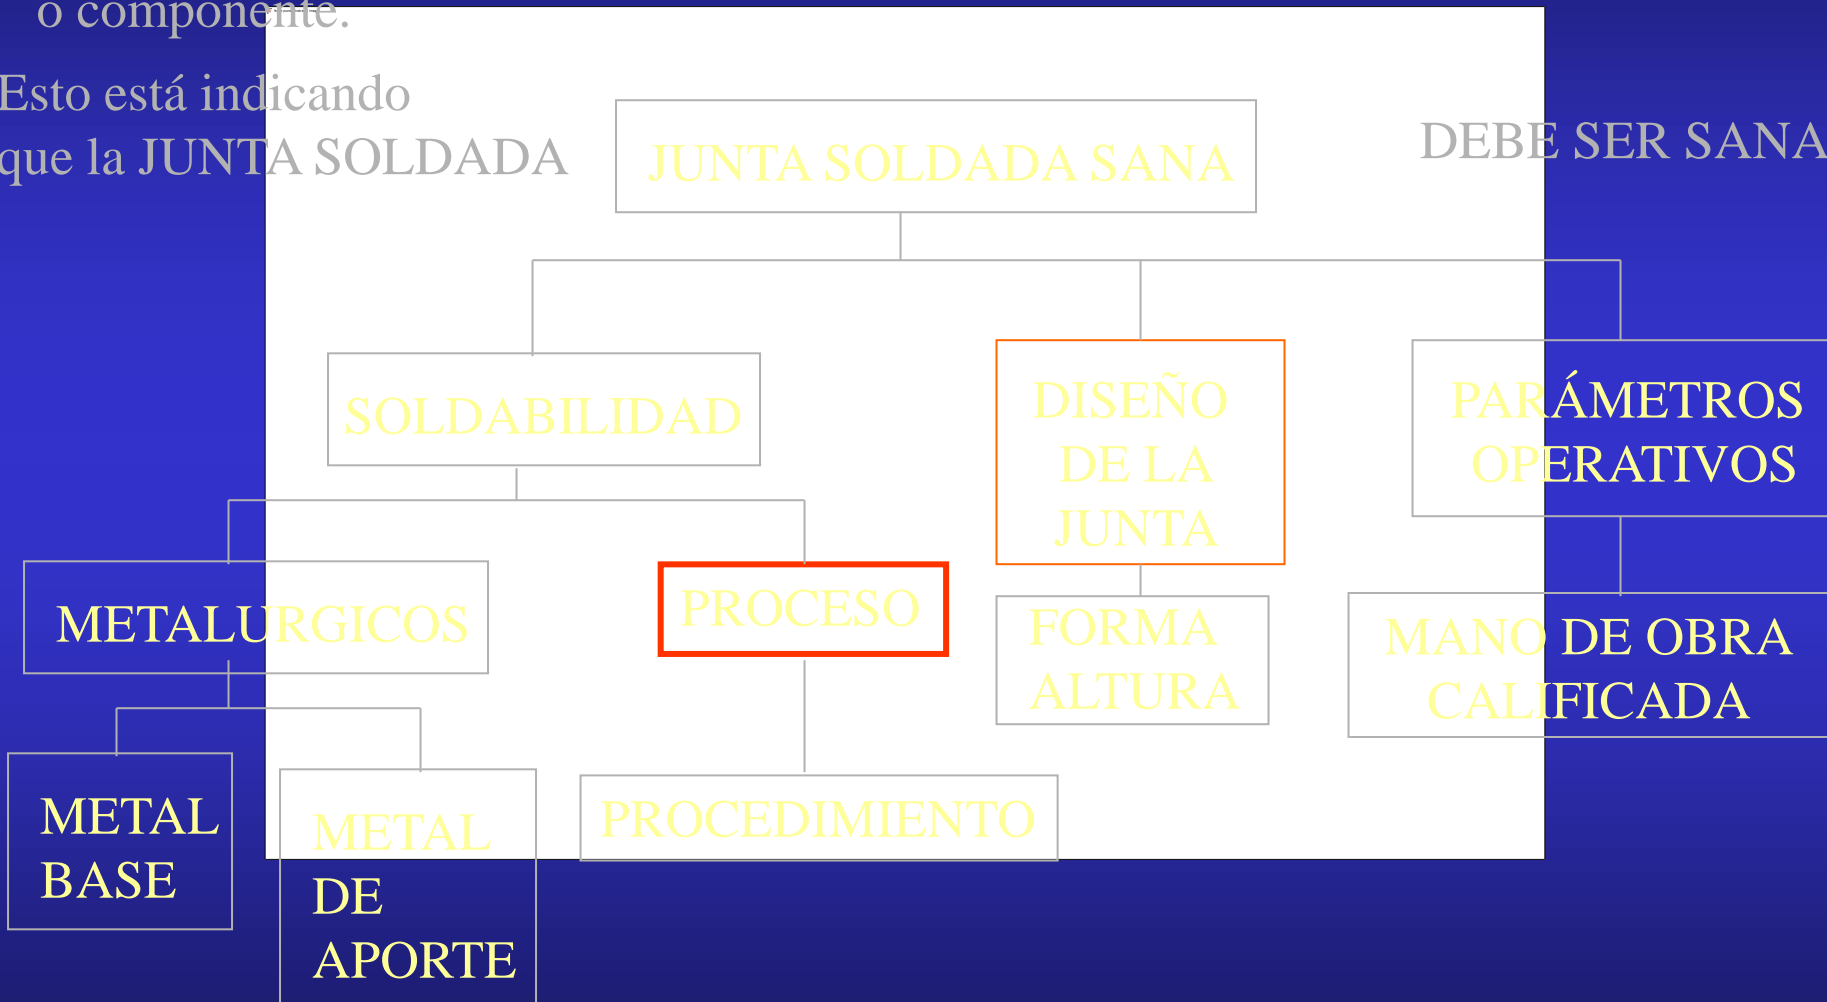 o componente.
Esto está indicando
que la JUNTA SOLDADA
JUNTA SOLDADA SANA
DEBE SER SANA
SOLDABILIDAD
DISEÑO
DE LA
JUNTA
PARÁMETROS
OPERATIVOS
METALURGICOS
PROCESO
FORMA
ALTURA
MANO DE OBRA
CALIFICADA
METAL
BASE
METAL
DE
APORTE
PROCEDIMIENTO